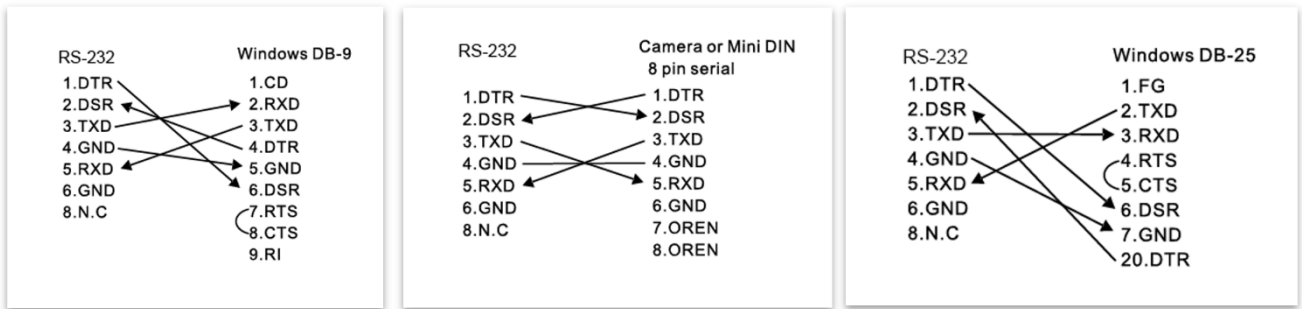 RS-232
Windows DB-9
1.DTR
2.DSR
3.TXD
4.GND
5.RXD
6.GND
8.N.C
1.CD
2.RXD
3.TXD
4.DTR
5.GND
6.DSR
7.RTS
8.CTS
9.RI
RS-232
Camera or Mini DIN
8 pin serial
1.DTR
2.DSR
3.TXD
4.GND
5.RXD
6.GND
8.N.C
1.DTR
2.DSR
3.TXD
4.GND
5.RXD
6.GND
7.OREN
8.OREN
RS-232
Windows DB-25
1.DTR
2.DSR
3.TXD
4.GND
5.RXD
6.GND
8.N.C
1.FG
2.TXD
3.RXD
4.RTS
5.CTS
6.DSR
7.GND
20.DTR